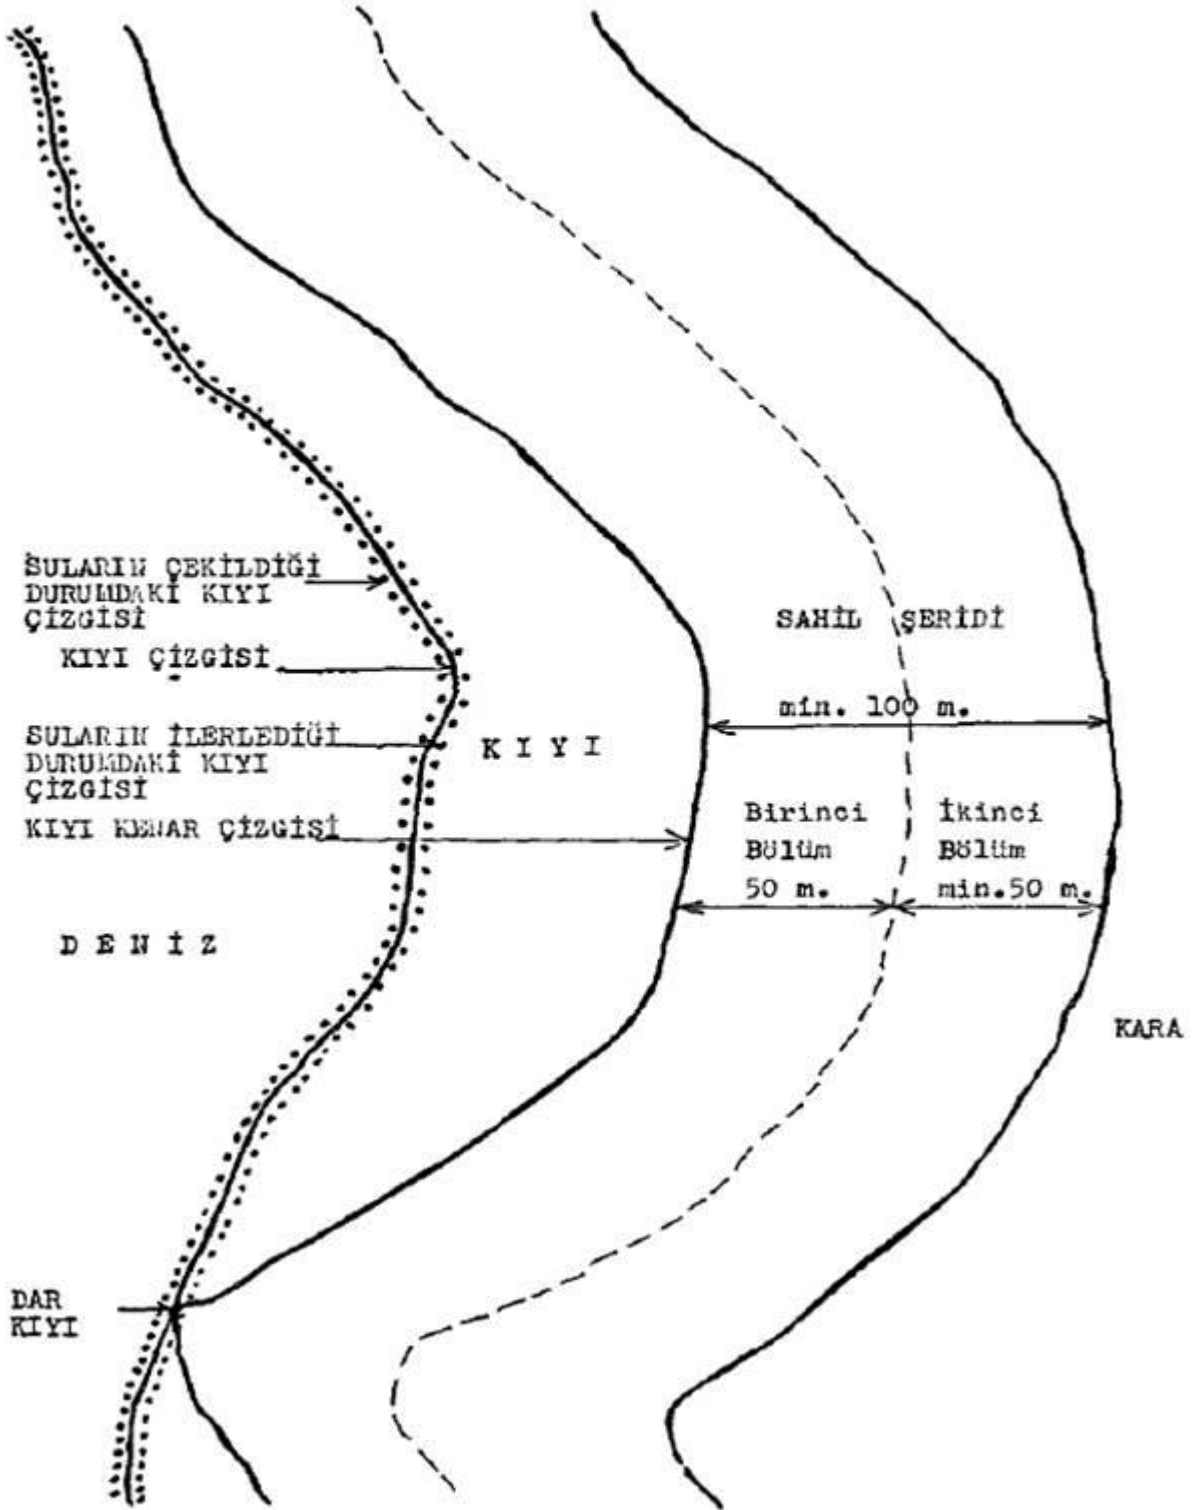 SULARIN ÇEKİLDİĞİ
DURUMDAKİ KIYI
ÇİZGİSİ
KIYI ÇİZGİSİ
SULARIN İLERLEDİĞİ
DURUMDAKİ KIYI
ÇİZGİSİ
KIYI KENAR ÇİZGİSİ
DENİZ
KIYI
SAHİL ŞERİDİ
min. 100 m.
Birinci
Bölüm
50 m.
İkinci
Bölüm
min.50 m.
KARA
DAR
KIYI